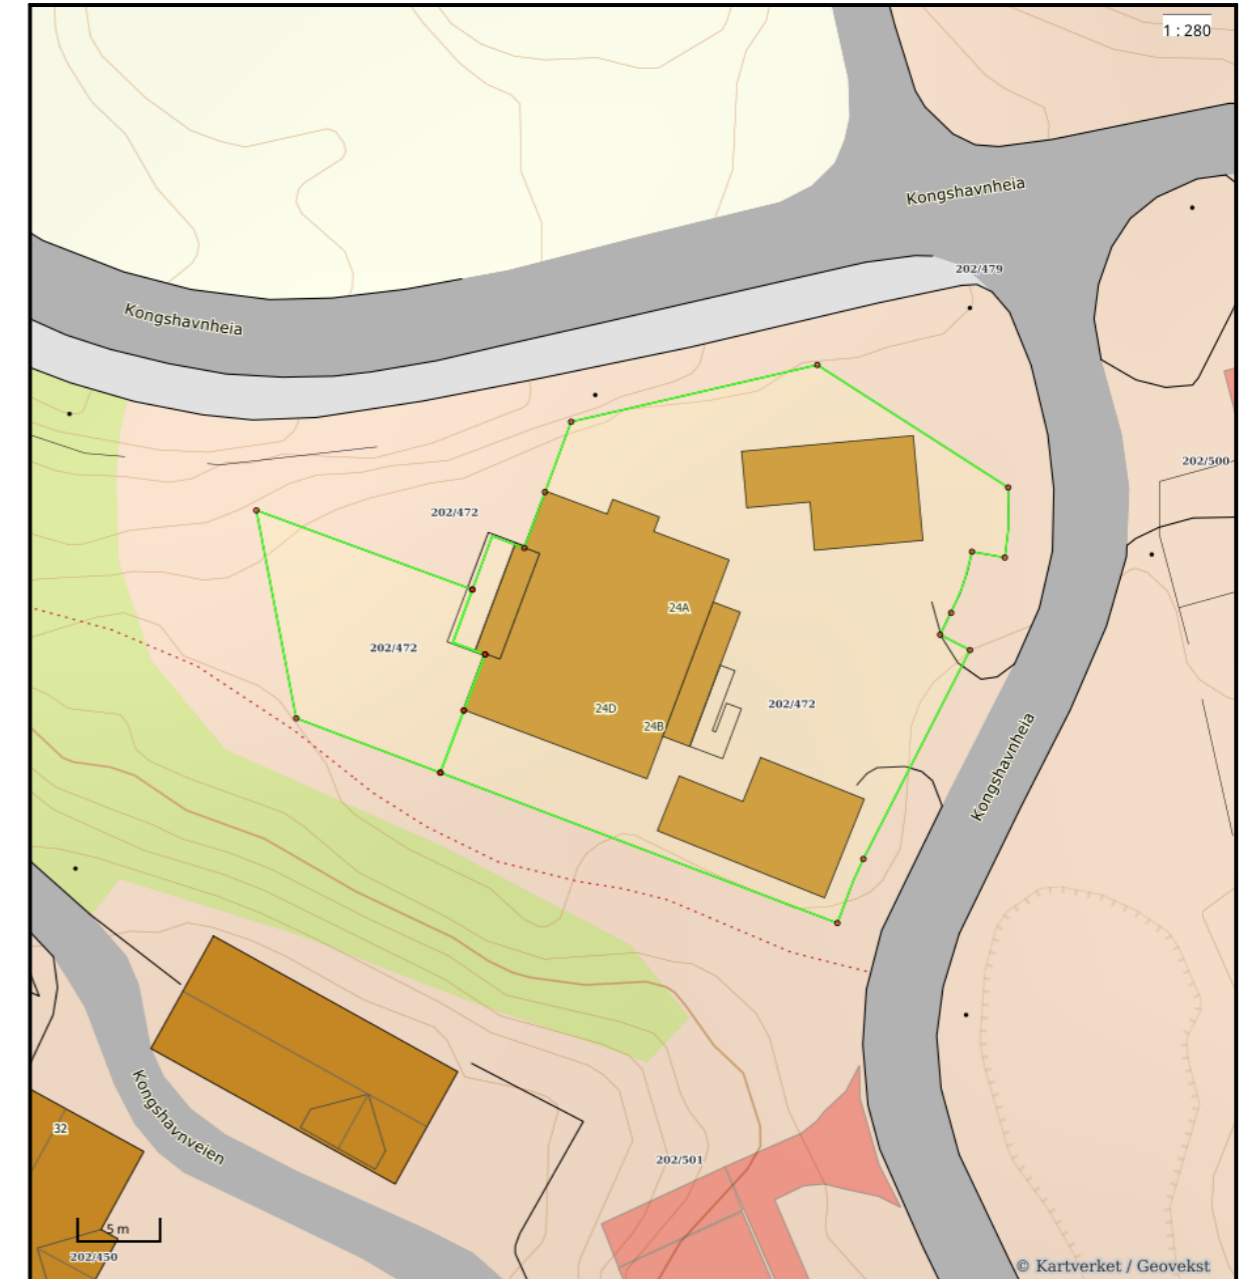 1 : 280
Kongshavnheia
202/479
Kongshavnheia
202/500
202/472
24A
202/472
24D
24B
202/472
Kongshavnheia
Kongshavnveien
32
202/501
5 m
202/450
© Kartverket / Geovekst